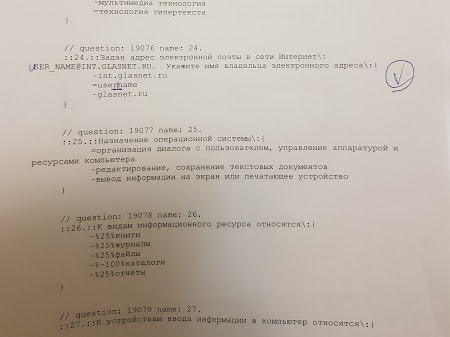 ~мультимедиа технология
=технология гипертекста
}
// question: 19076 name: 24.
::24.::Задан адрес электронной почты в сети Интернет\:
USER_NAME@INT.GLASNET.RU. Укажите имя владельца электронного адреса\:{
~int.glasnet.ru
=username
~glasnet.ru
}
// question: 19077 name: 25.
::25.::Назначение операционной системы\:{
=организация диалога с пользователем, управление аппаратурой и
ресурсами компьютера
~редактирование, сохранение текстовых документов
~вывод информации на экран или печатающее устройство
}
// question: 19078 name: 26.
::26.::К видам информационного ресурса относятся\:{
~%25%книги
~%25%журналы
~%25%файлы
~%-100%каталоги
~%25%отчёты
}
// question: 19079 name: 27.
::27.::К устройствам ввода информации в компьютер относятся\:{